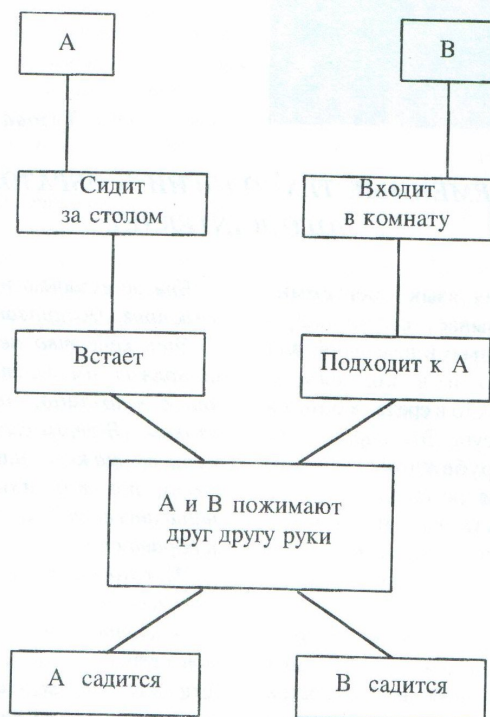 А
В
Сидит
за столом
Входит
в комнату
Встает
Подходит к А
А и В пожимают
друг другу руки
А садится
В садится